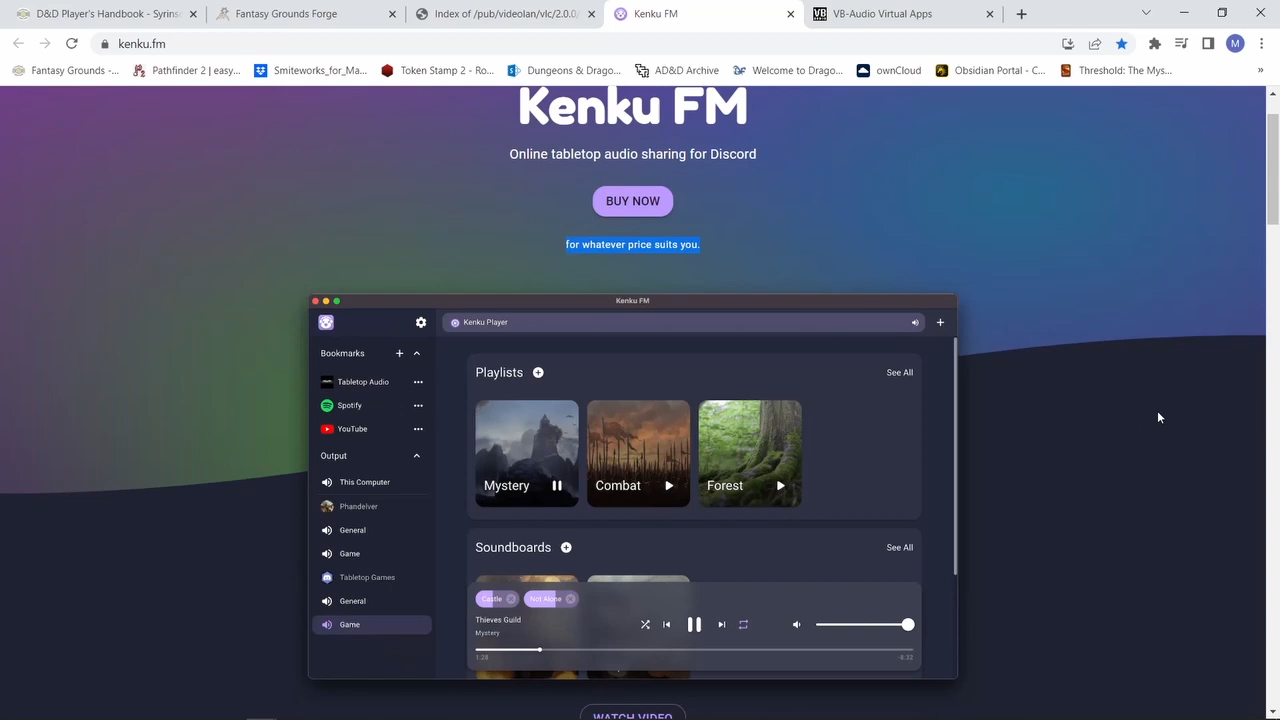 D&D Player's Handbook - Syrins
Fantasy Grounds Forge
Index of /pub/videolan/vlc/2.0.0/
Kenku FM
VB-Audio Virtual Apps
kenku.fm
M
Fantasy Grounds -...
Pathfinder 2 | easy...
Smiteworks_for_Ma...
TokenStamp 2 - Ro...
Dungeons & Drago...
AD&D Archive
Welcome to Drago...
ownCloud
Obsidian Portal - C...
Threshold: The Mys...
»
Kenku FM
Online tabletop audio sharing for Discord
BUY NOW
for whatever price suits you.
Kenku FM
Kenku Player
Bookmarks
Tabletop Audio
Spotify
YouTube
Output
This Computer
Phandelver
General
Game
Tabletop Games
General
Game
Playlists
See All
Mystery
Combat
Forest
Soundboards
See All
Castle
Not Alone
Thieves Guild
Mystery
1:28
-8:32
WATCH VIDEO